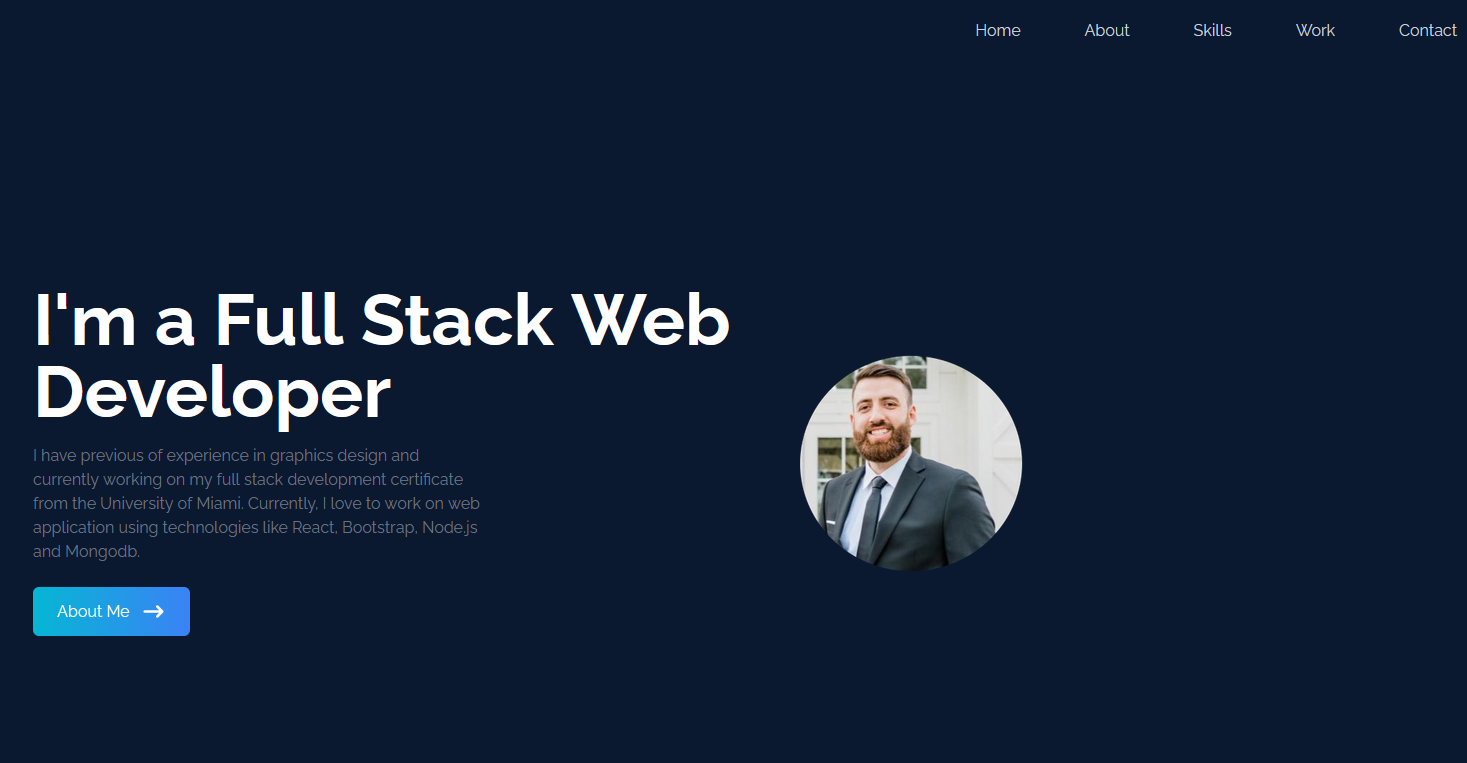 Home About Skills Work Contact
I'm a Full Stack Web
Developer
I have previous of experience in graphics design and
currently working on my full stack development certificate
from the University of Miami. Currently, I love to work on web
application using technologies like React, Bootstrap, Node.js
and Mongodb.
About Me